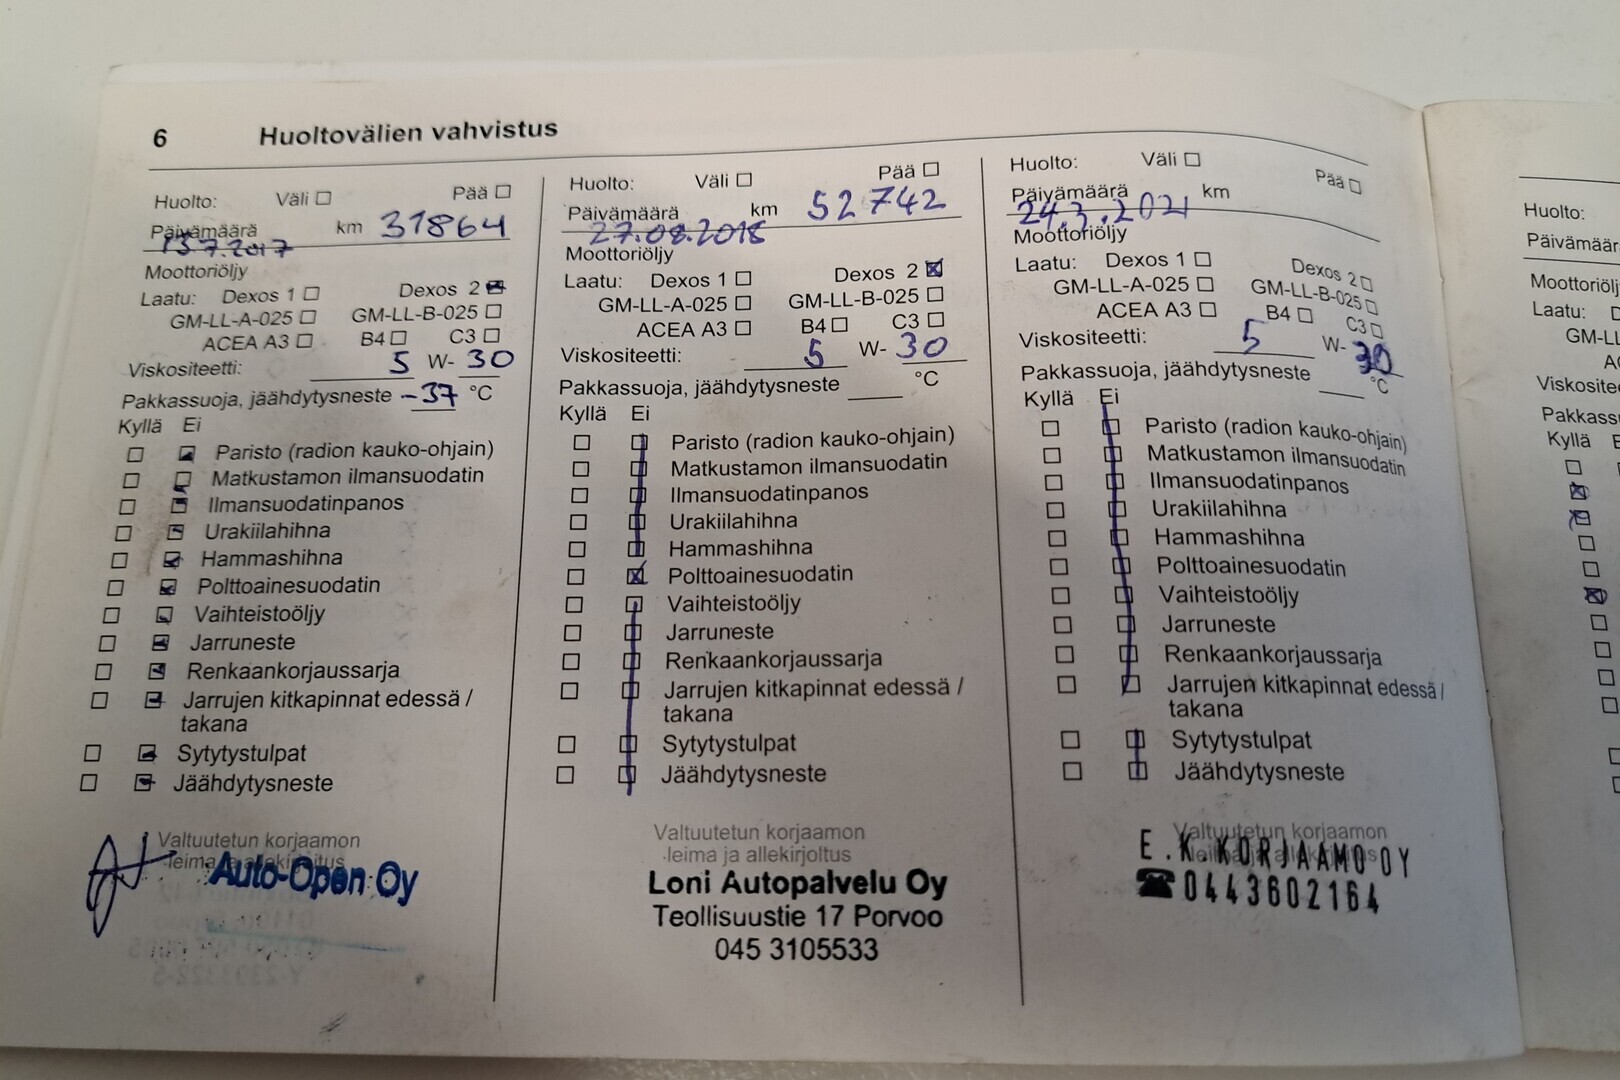 6 Huoltovälien vahvistus
Huolto: Väli Pää
Päivämäärä km 31864
13.7.2017
Moottoriöljy
Laatu: Dexos 1 Dexos 2
GM-LL-A-025 GM-LL-B-025
ACEA A3 B4 C3
Viskositeetti: 5 W- 30
Pakkassuoja, jäähdytysneste -37 °C
Kyllä Ei
Paristo (radion kauko-ohjain)
Matkustamon ilmansuodatin
Ilmansuodatinpanos
Urakiilahihna
Hammashihna
Polttoainesuodatin
Vaihteistoöljy
Jarruneste
Renkaankorjaussarja
Jarrujen kitkapinnat edessä /
takana
Sytytystulpat
Jäähdytysneste
Valtuutetun korjaamon
leima ja allekirjoitus
Auto-Open Oy
Huolto: Väli Pää
Päivämäärä km 52742
27.08.2018
Moottoriöljy
Laatu: Dexos 1 Dexos 2
GM-LL-A-025 GM-LL-B-025
ACEA A3 B4 C3
Viskositeetti: 5 W- 30
Pakkassuoja, jäähdytysneste °C
Kyllä Ei
Paristo (radion kauko-ohjain)
Matkustamon ilmansuodatin
Ilmansuodatinpanos
Urakiilahihna
Hammashihna
Polttoainesuodatin
Vaihteistoöljy
Jarruneste
Renkaankorjaussarja
Jarrujen kitkapinnat edessä /
takana
Sytytystulpat
Jäähdytysneste
Valtuutetun korjaamon
leima ja allekirjoitus
Loni Autopalvelu Oy
Teollisuustie 17 Porvoo
045 3105533
Huolto: Väli Pää
Päivämäärä km
24.3.2021
Moottoriöljy
Laatu: Dexos 1 Dexos 2
GM-LL-A-025 GM-LL-B-025
ACEA A3 B4 C3
Viskositeetti: 5 W- 30
Pakkassuoja, jäähdytysneste °C
Kyllä Ei
Paristo (radion kauko-ohjain)
Matkustamon ilmansuodatin
Ilmansuodatinpanos
Urakiilahihna
Hammashihna
Polttoainesuodatin
Vaihteistoöljy
Jarruneste
Renkaankorjaussarja
Jarrujen kitkapinnat edessä /
takana
Sytytystulpat
Jäähdytysneste
Valtuutetun korjaamon
E.K.KORJAAMO OY
0443602164
Huolto:
Päivämäär
Moottoriölj
Laatu:
GM-LL
Viskositee
Pakkassu
Kyllä